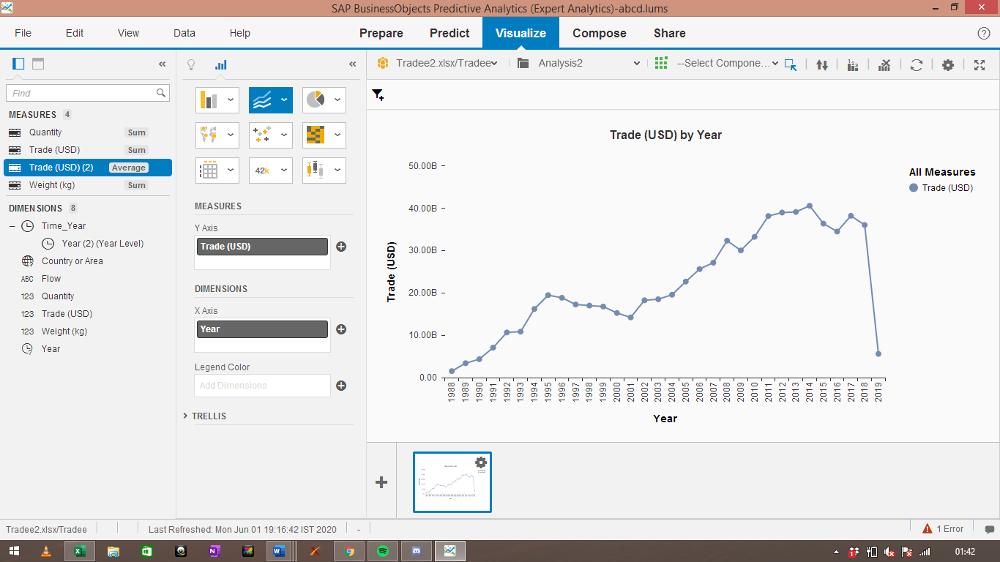 SAP BusinessObjects Predictive Analytics (Expert Analytics)-abcd.lums
File Edit View Data Help Prepare Predict Visualize Compose Share
Find
MEASURES 4
Quantity Sum
Trade (USD) Sum
Trade (USD) (2) Average
Weight (kg) Sum
DIMENSIONS 8
Time_Year
Year (2) (Year Level)
Country or Area
ABC Flow
123 Quantity
123 Trade (USD)
123 Weight (kg)
Year
42k
MEASURES
Y Axis
Trade (USD)
DIMENSIONS
X Axis
Year
Legend Color
Add Dimensions
TRELLIS
Tradee2.xlsx/Tradee Analysis2 --Select Compone...
Trade (USD) by Year
50.00B
40.00B
30.00B
20.00B
10.00B
0.00
Trade (USD)
1988 1989 1990 1991 1992 1993 1994 1995 1996 1997 1998 1999 2000 2001 2002 2003 2004 2005 2006 2007 2008 2009 2010 2011 2012 2013 2014 2015 2016 2017 2018 2019
Year
All Measures
Trade (USD)
Tradee2.xlsx/Tradee Last Refreshed: Mon Jun 01 19:16:42 IST 2020 - 1 Error
01:42